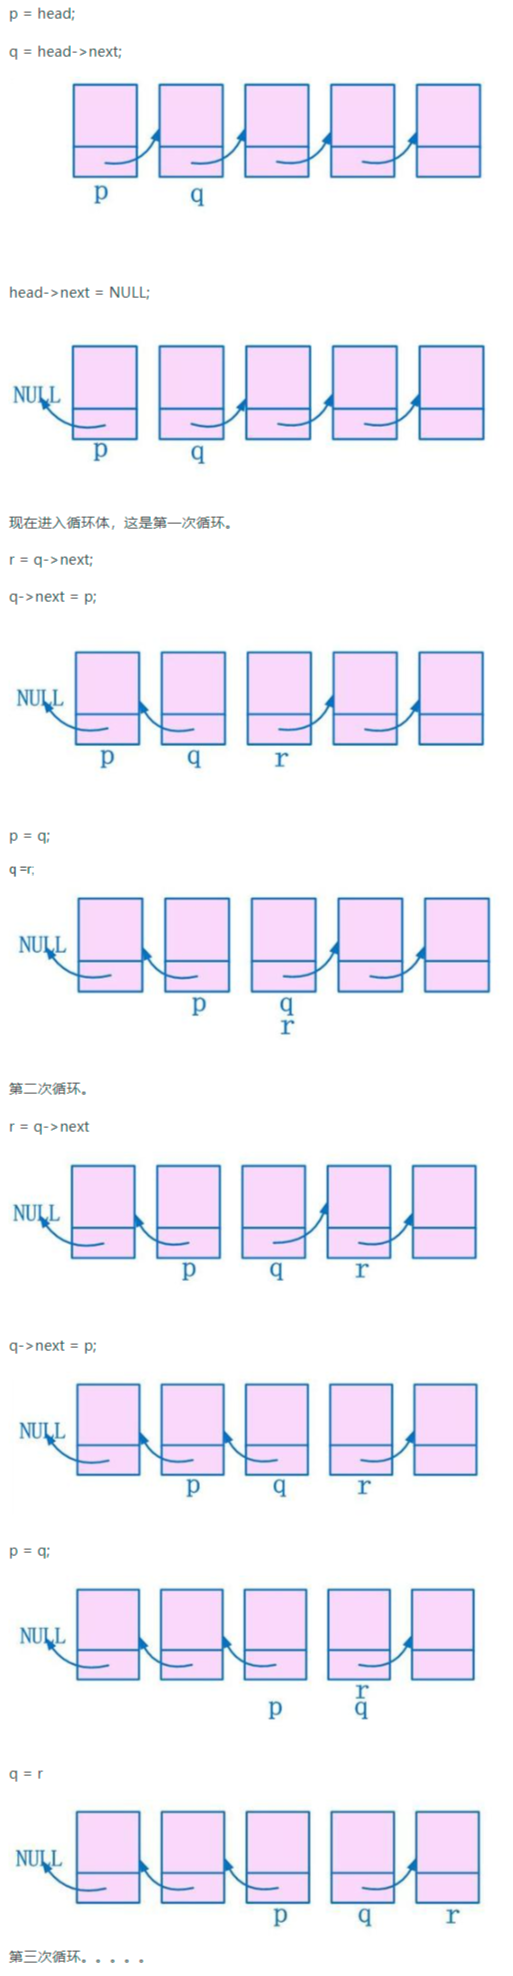 p = head;
q = head->next;
p q
head->next = NULL;
NULL
p q
现在进入循环体，这是第一次循环。
r = q->next;
q->next = p;
NULL
p q r
p = q;
q =r;
NULL
p q
r
第二次循环。
r = q->next
NULL
p q r
q->next = p;
NULL
p q r
p = q;
NULL
r
p q
q = r
NULL
p q r
第三次循环。。。。。